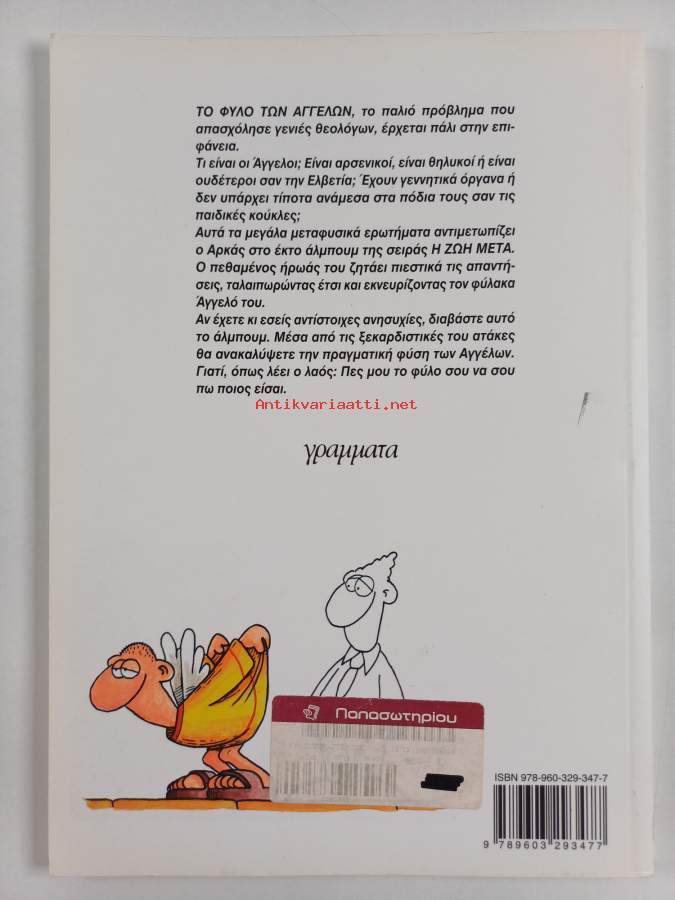 ΤΟ ΦΥΛΟ ΤΩΝ ΑΓΓΕΛΩΝ, το παλιό πρόβλημα που
απασχόλησε γενιές θεολόγων, έρχεται πάλι στην επι-
φάνεια.
Τι είναι οι Άγγελοι; Είναι αρσενικοί, είναι θηλυκοί ή είναι
ουδέτεροι σαν την Ελβετία; Έχουν γεννητικά όργανα ή
δεν υπάρχει τίποτα ανάμεσα στα πόδια τους σαν τις
παιδικές κούκλες;
Αυτά τα μεγάλα μεταφυσικά ερωτήματα αντιμετωπίζει
ο Αρκάς στο έκτο άλμπουμ της σειράς Η ΖΩΗ ΜΕΤΑ.
Ο πεθαμένος ήρωάς του ζητάει πιεστικά τις απαντή-
σεις, ταλαιπωρώντας έτσι και εκνευρίζοντας τον φύλακα
Άγγελό του.
Αν έχετε κι εσείς αντίστοιχες ανησυχίες, διαβάστε αυτό
το άλμπουμ. Μέσα από τις ξεκαρδιστικές του ατάκες
θα ανακαλύψετε την πραγματική φύση των Αγγέλων.
Γιατί, όπως λέει ο λαός: Πες μου το φύλο σου να σου
πω ποιος είσαι.
Antikvariaatti.net
γραμματα
Παπασωτηρίου
ISBN 978-960-329-347-7
9 789603 293477